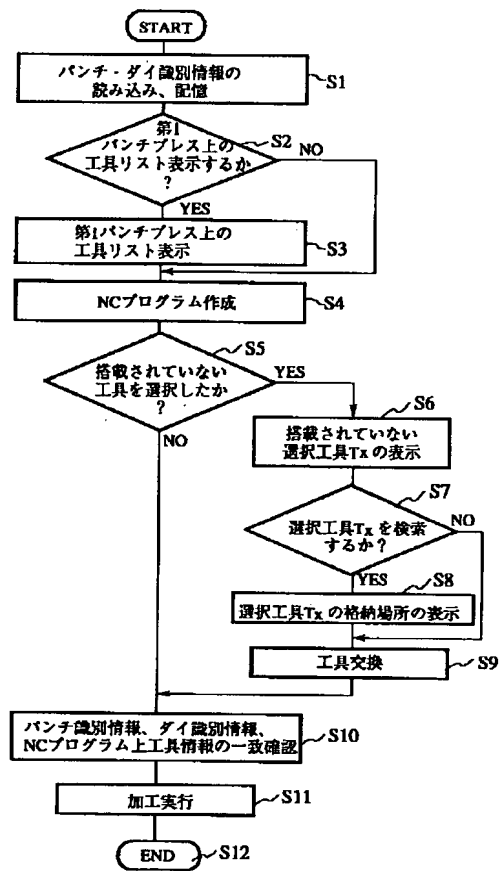 START
パンチ・ダイ識別情報の
読み込み、記憶
S1
第1
パンチプレス上の
工具リスト表示するか
?
S2
NO
YES
第1パンチプレス上の
工具リスト表示
S3
NCプログラム作成
S4
S5
搭載されていない
工具を選択したか
?
YES
NO
S6
搭載されていない
選択工具Txの表示
S7
選択工具Txを検索
するか?
NO
YES
S8
選択工具Txの格納場所の表示
工具交換
S9
パンチ識別情報、ダイ識別情報、
NCプログラム上工具情報の一致確認
S10
加工実行
S11
END
S12